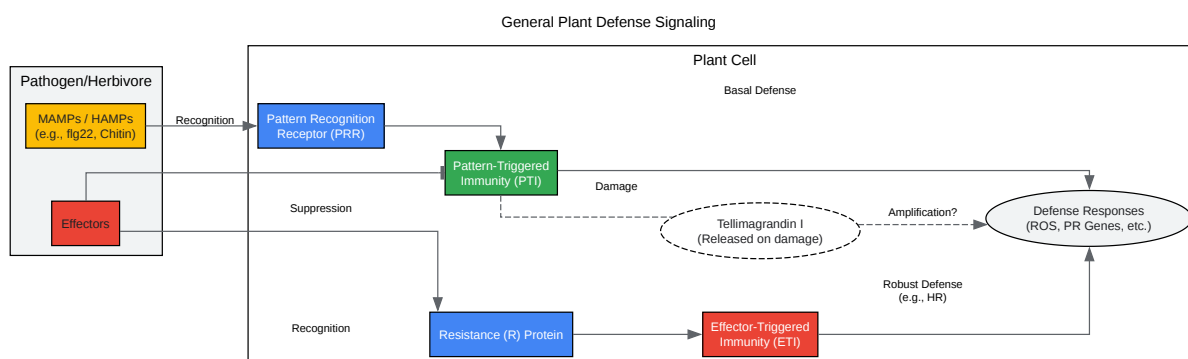 General Plant Defense Signaling
Plant Cell
Pathogen/Herbivore
Basal Defense
MAMPs / HAMPs
(e.g., flg22, Chitin)
Recognition
Pattern Recognition
Receptor (PRR)
Pattern-Triggered
Immunity (PTI)
Damage
Effectors
Suppression
Tellimagrandin I
(Released on damage)
Amplification?
Defense Responses
(ROS, PR Genes, etc.)
Robust Defense
(e.g., HR)
Recognition
Resistance (R) Protein
Effector-Triggered
Immunity (ETI)